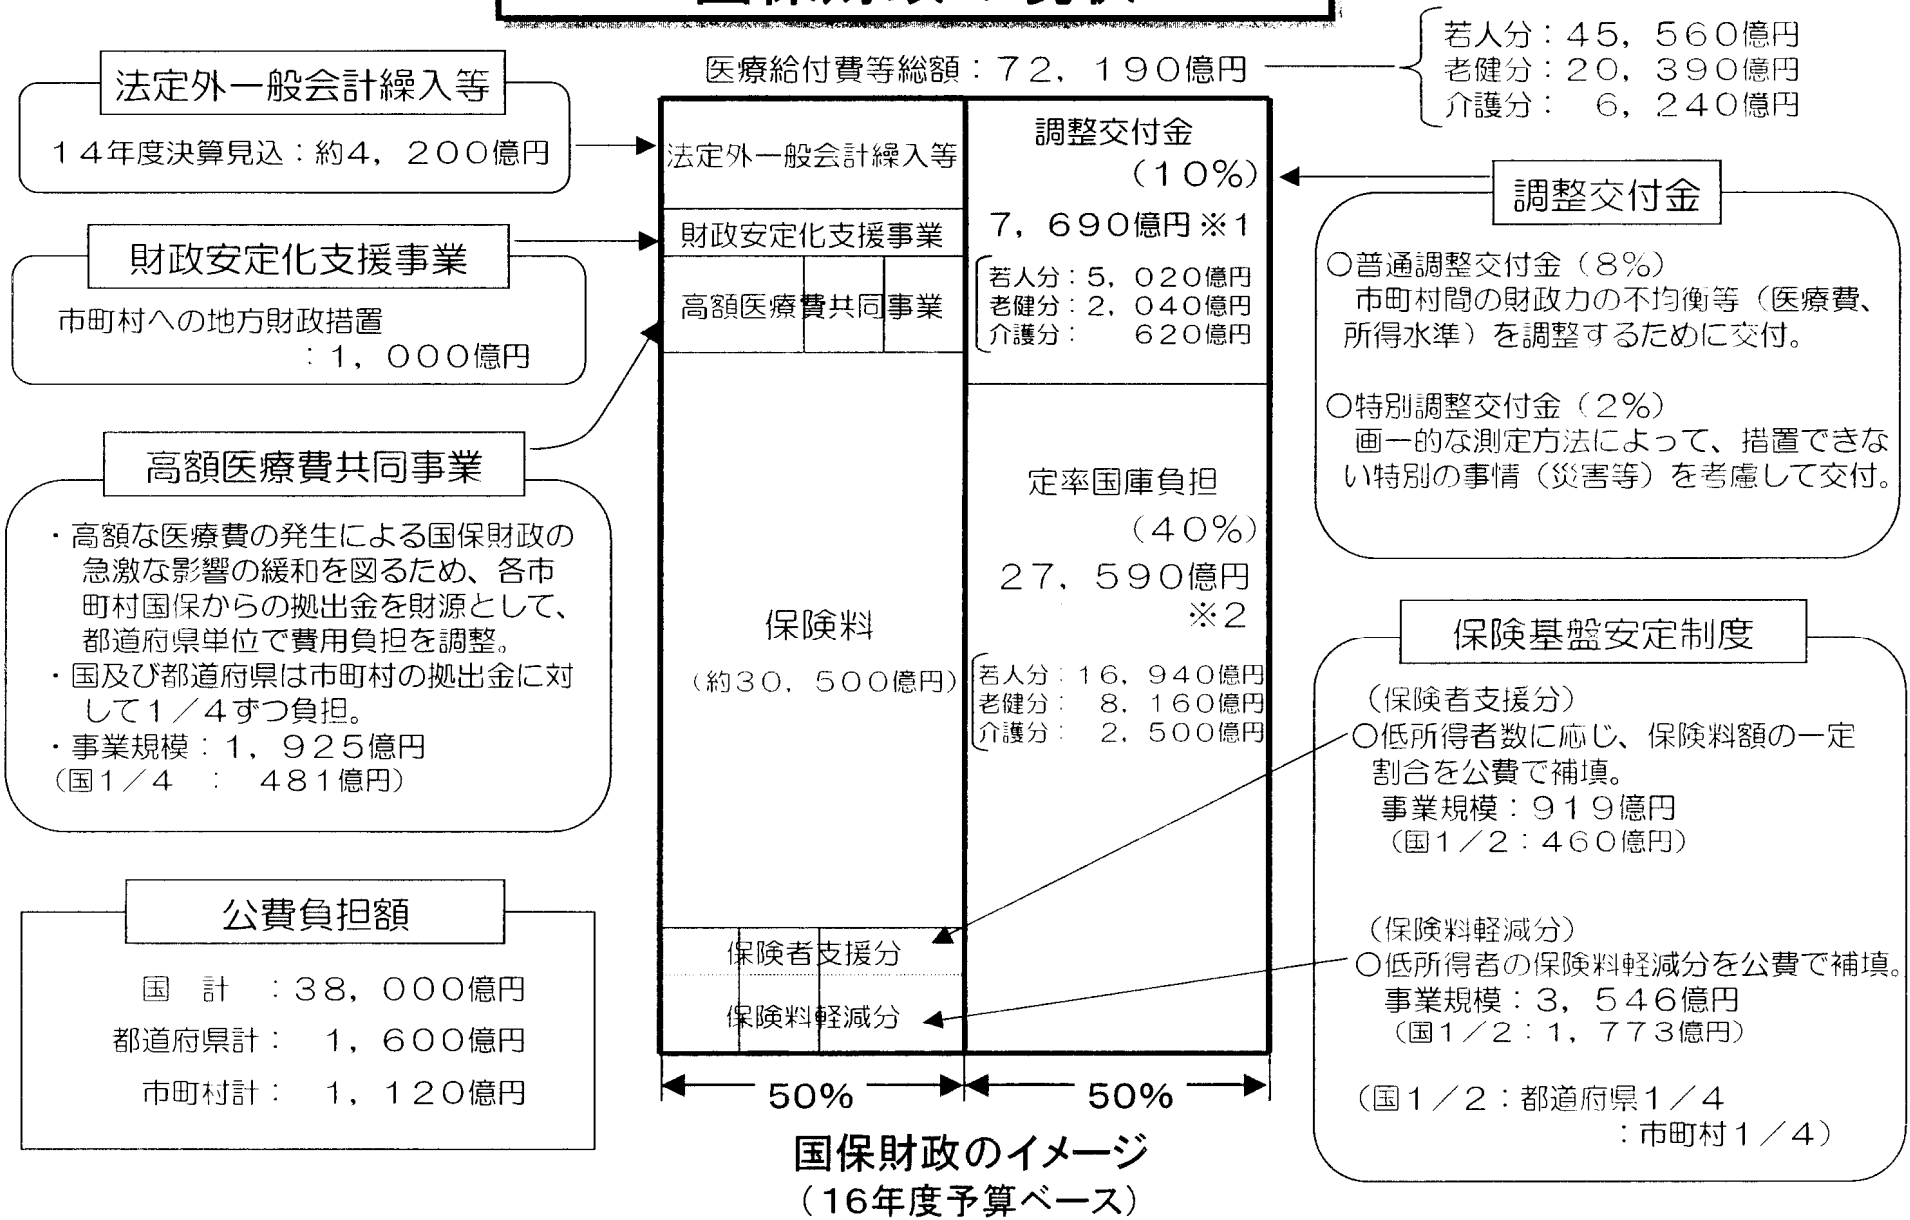 医療給付費等総額：72，190億円
若人分：45，560億円
老健分：20，390億円
介護分：　6，240億円
法定外一般会計繰入等
14年度決算見込：約4，200億円
財政安定化支援事業
市町村への地方財政措置
：1，000億円
高額医療費共同事業
・高額な医療費の発生による国保財政の
急激な影響の緩和を図るため、各市
町村国保からの拠出金を財源として、
都道府県単位で費用負担を調整。
・国及び都道府県は市町村の拠出金に対
して1／4ずつ負担。
・事業規模：1，925億円
（国1／4　：　481億円）
公費負担額
国　計　：38，000億円
都道府県計：　1，600億円
市町村計：　1，120億円
法定外一般会計繰入等
財政安定化支援事業
高額医療費共同事業
保険料
（約30，500億円）
保険者支援分
保険料軽減分
調整交付金
（10%）
7，690億円※1
若人分：5，020億円
老健分：2，040億円
介護分：　620億円
定率国庫負担
（40%）
27，590億円
※2
若人分：16，940億円
老健分：　8，160億円
介護分：　2，500億円
50%
50%
国保財政のイメージ
（16年度予算ベース）
調整交付金
○普通調整交付金（8%）
市町村間の財政力の不均衡等（医療費、
所得水準）を調整するために交付。
○特別調整交付金（2%）
画一的な測定方法によって、措置できな
い特別の事情（災害等）を考慮して交付。
保険基盤安定制度
（保険者支援分）
○低所得者数に応じ、保険料額の一定
割合を公費で補填。
事業規模：919億円
（国1／2：460億円）
（保険料軽減分）
○低所得者の保険料軽減分を公費で補填。
事業規模：3，546億円
（国1／2：1，773億円）
（国1／2：都道府県1／4
：市町村1／4）